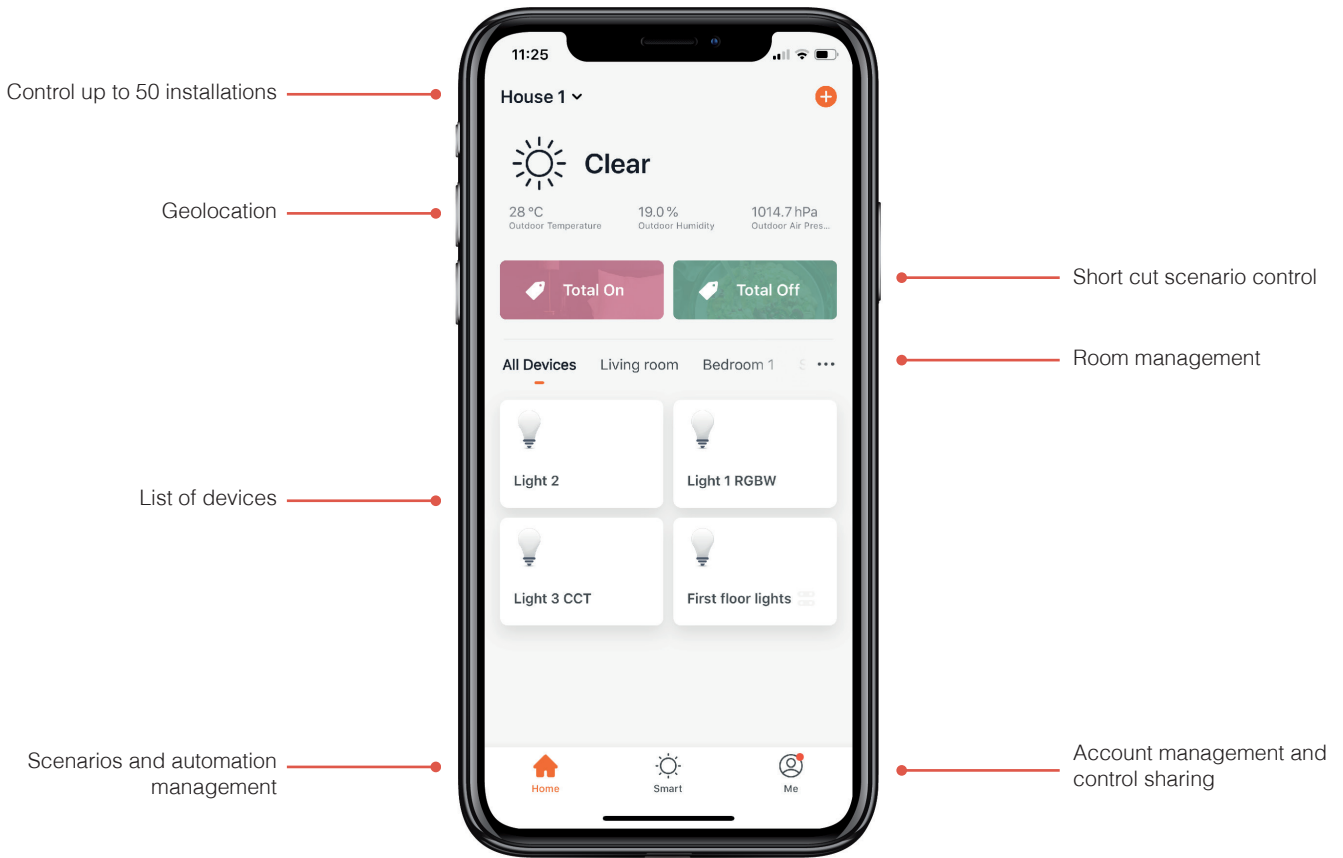 11:25
Control up to 50 installations
House 1
Clear
Geolocation
28 °C
19.0 %
1014.7 hPa
Outdoor Temperature
Outdoor Humidity
Outdoor Air Pres...
Total On
Total Off
Short cut scenario control
Room management
All Devices
Living room
Bedroom 1
S
Light 2
Light 1 RGBW
List of devices
Light 3 CCT
First floor lights
Scenarios and automation
management
Home
Smart
Me
Account management and
control sharing